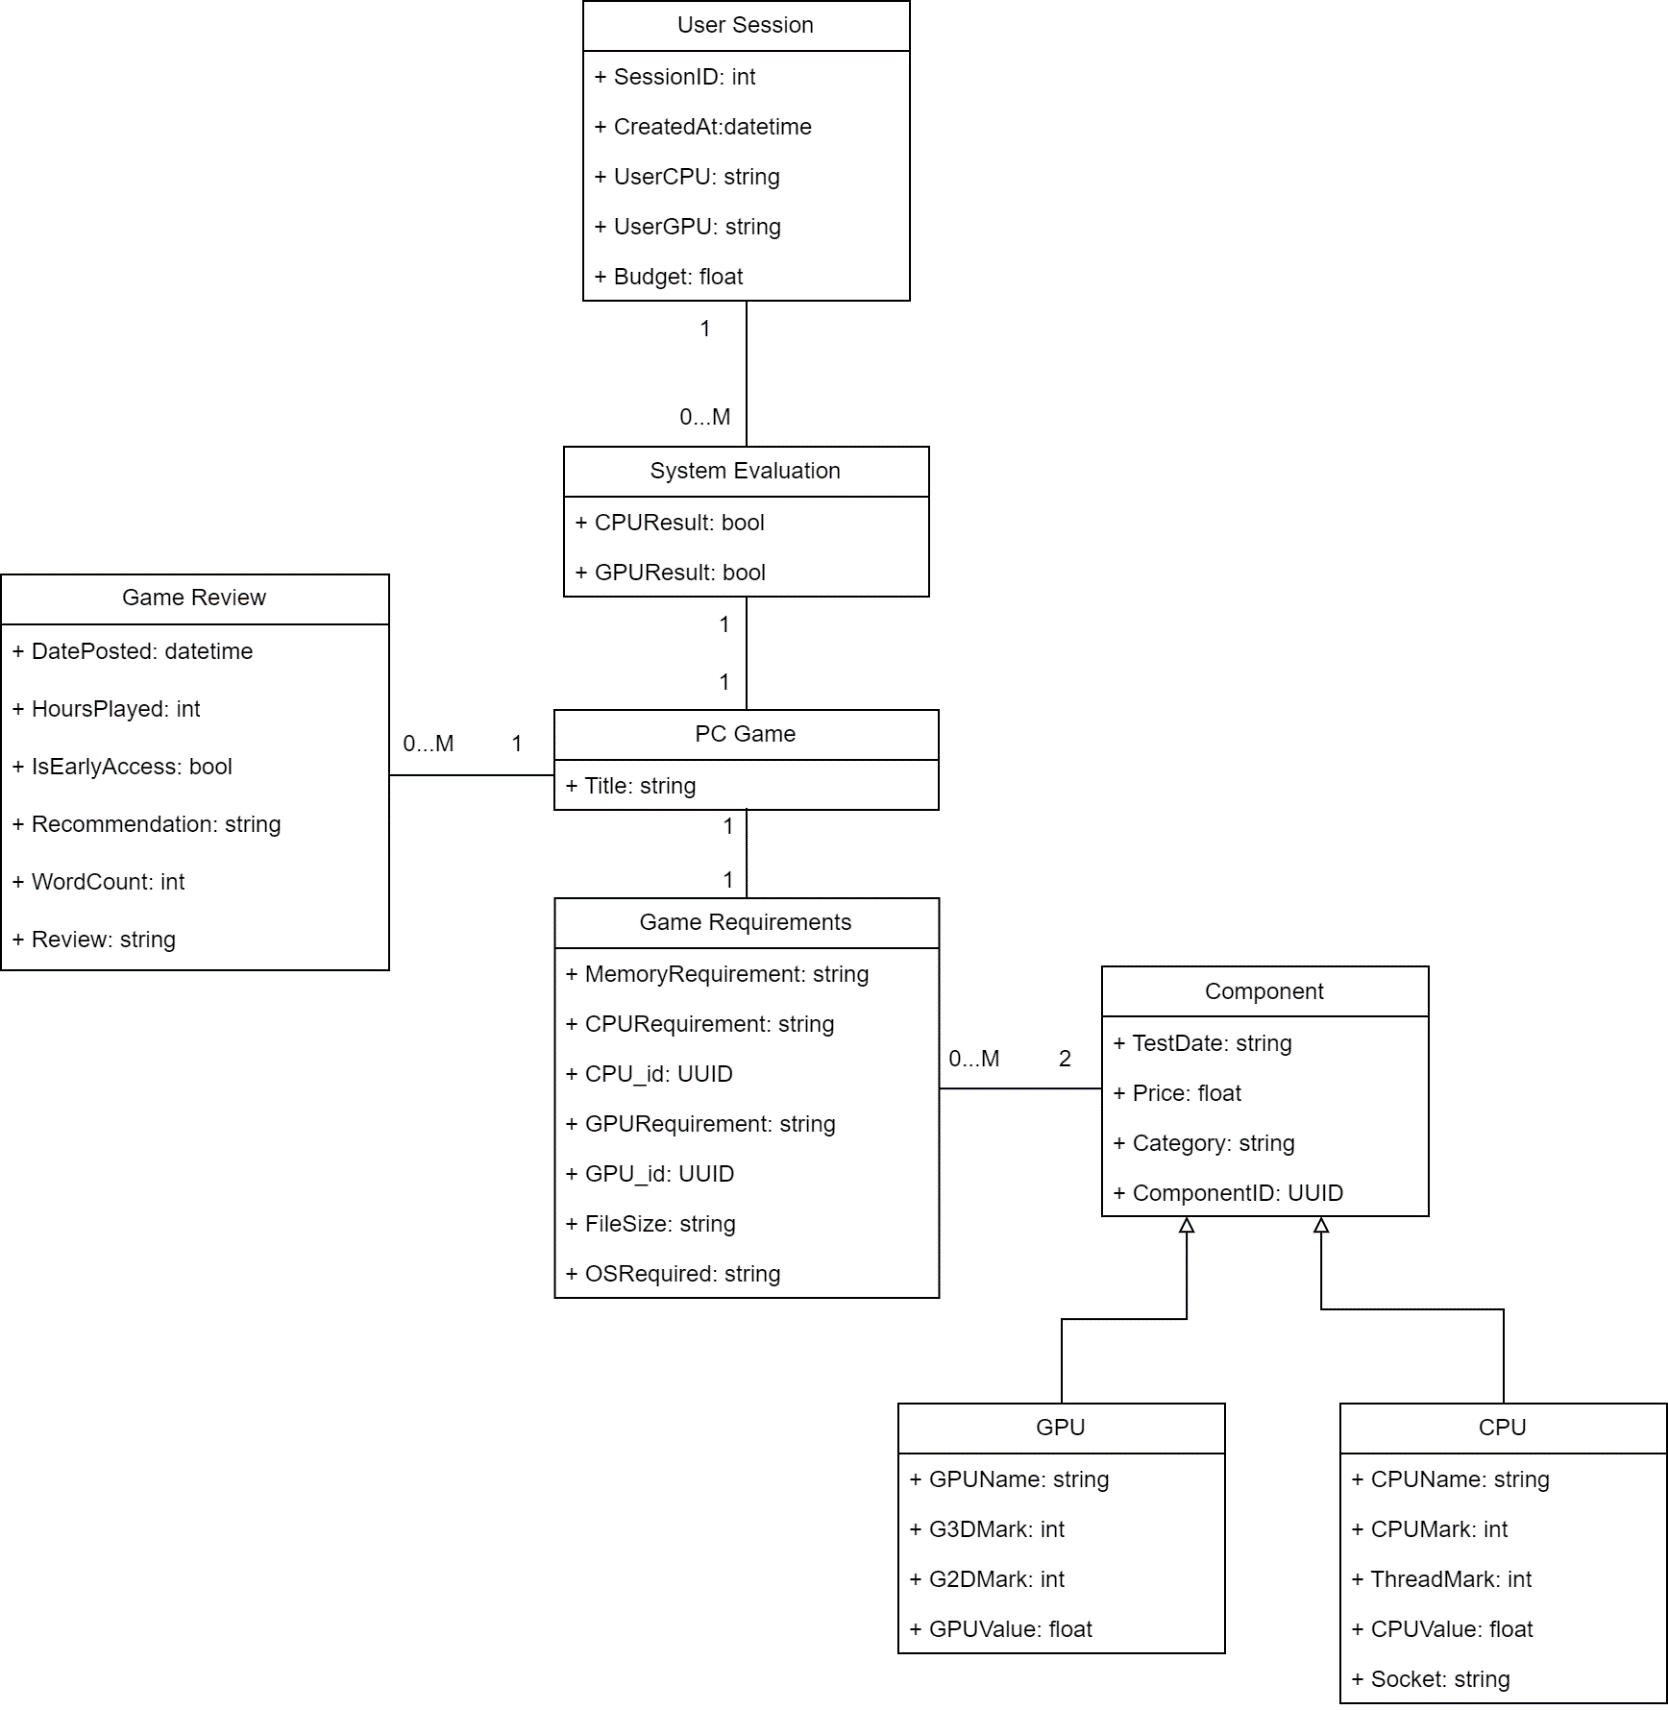 User Session
+ SessionID: int
+ CreatedAt:datetime
+ UserCPU: string
+ UserGPU: string
+ Budget: float
1
0...M
System Evaluation
+ CPUResult: bool
+ GPUResult: bool
1
1
Game Review
+ DatePosted: datetime
+ HoursPlayed: int
+ IsEarlyAccess: bool
+ Recommendation: string
+ WordCount: int
+ Review: string
0...M 1
PC Game
+ Title: string
1
1
Game Requirements
+ MemoryRequirement: string
+ CPURequirement: string
+ CPU_id: UUID
+ GPURequirement: string
+ GPU_id: UUID
+ FileSize: string
+ OSRequired: string
0...M 2
Component
+ TestDate: string
+ Price: float
+ Category: string
+ ComponentID: UUID
GPU
+ GPUName: string
+ G3DMark: int
+ G2DMark: int
+ GPUValue: float
CPU
+ CPUName: string
+ CPUMark: int
+ ThreadMark: int
+ CPUValue: float
+ Socket: string